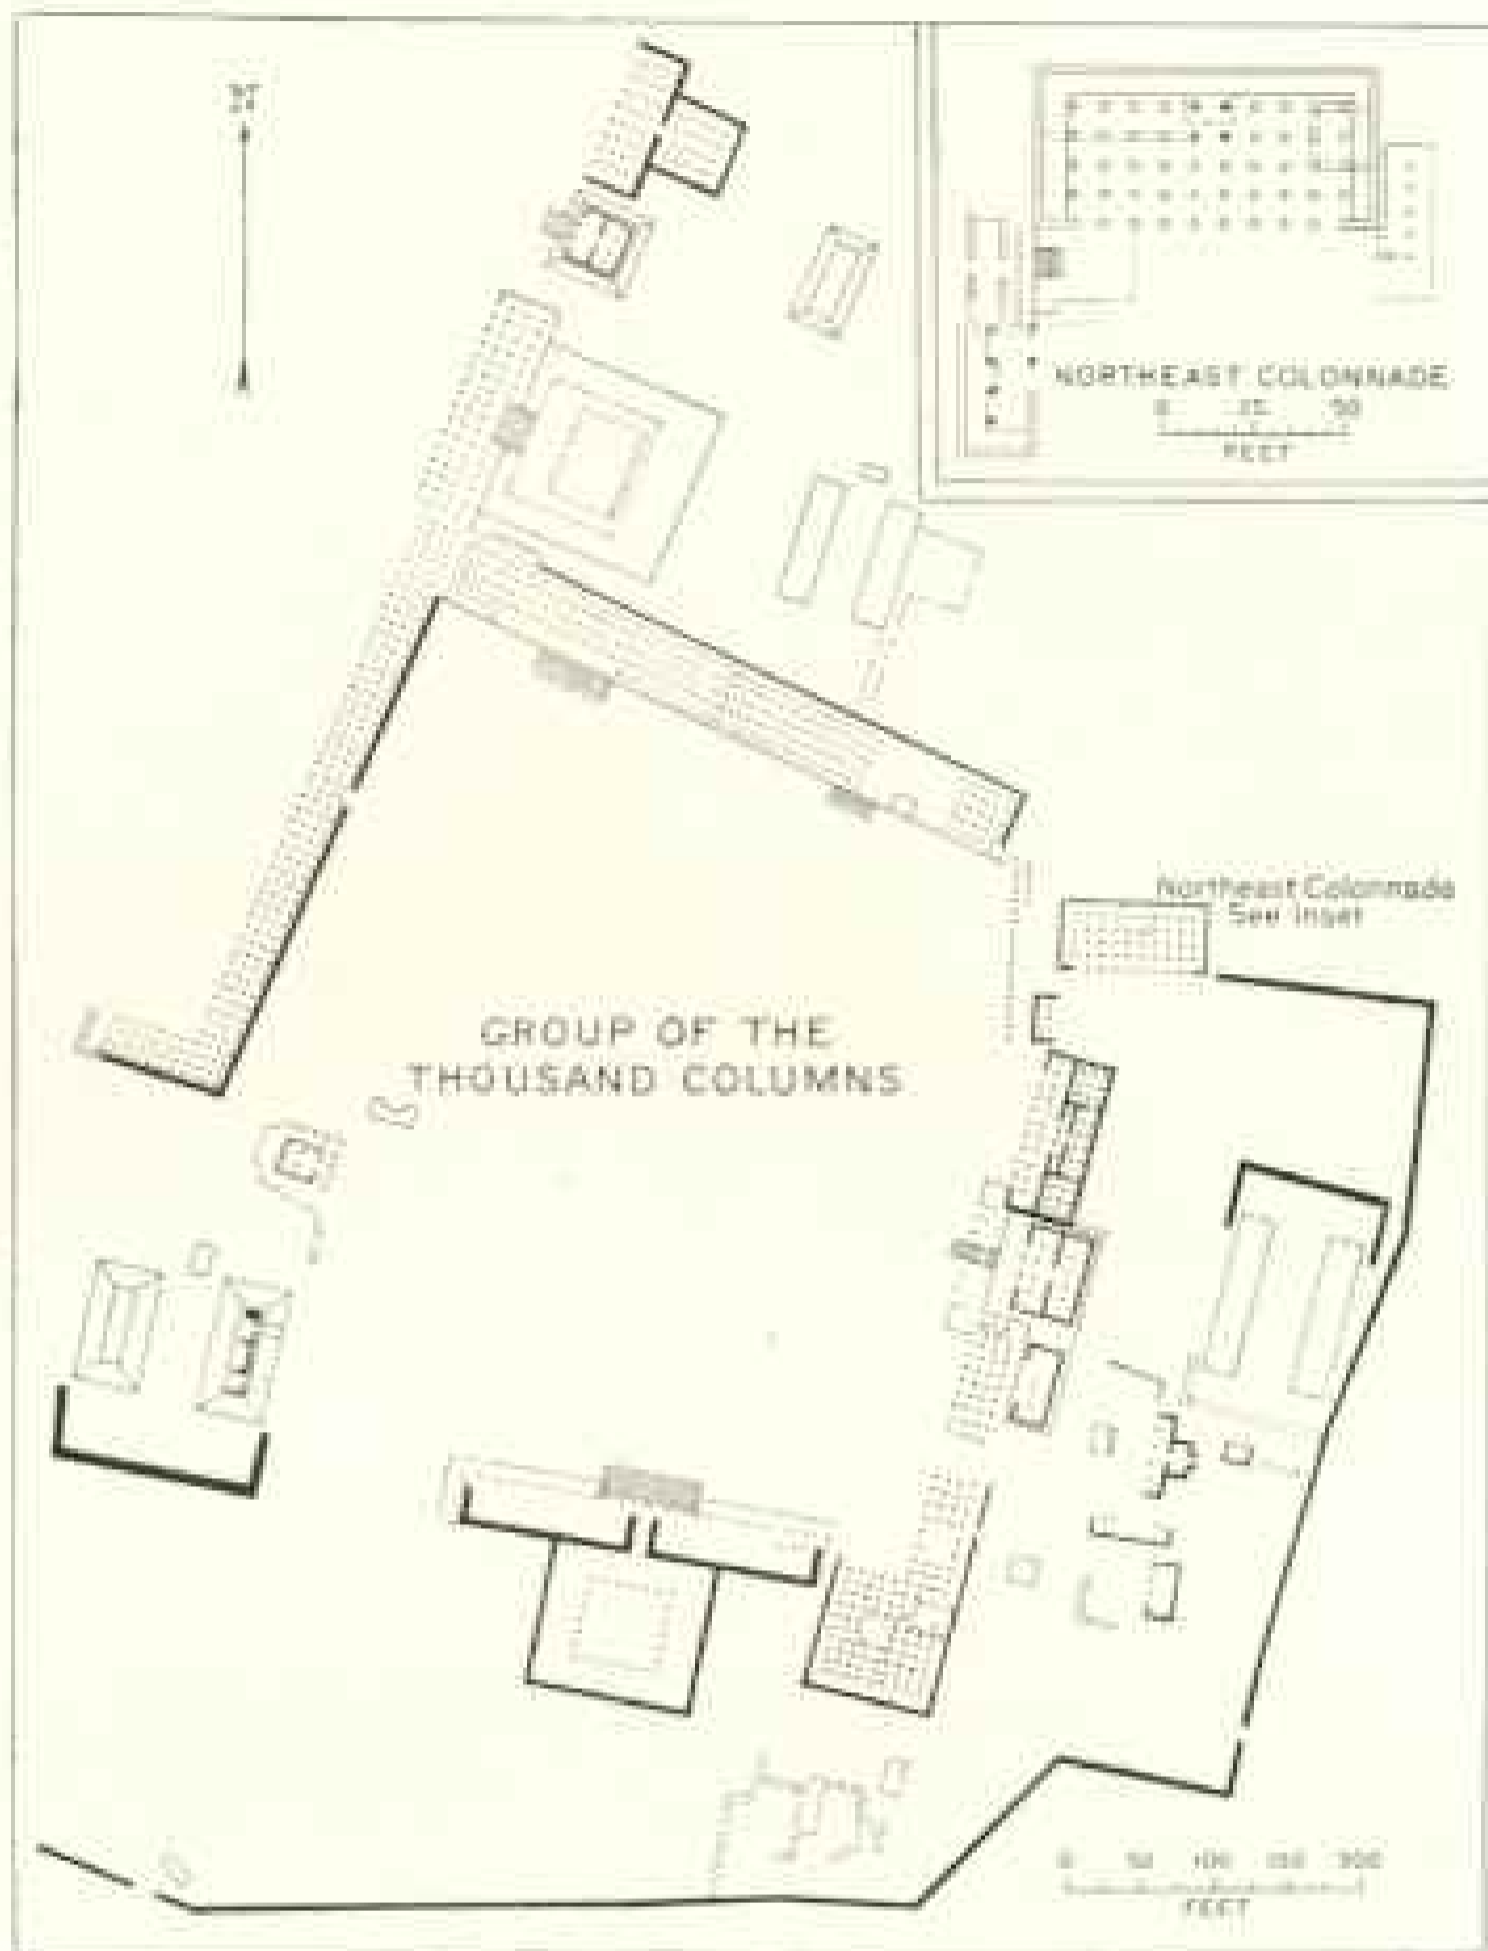 NORTHEAST COLONNADE
0 25 50
FEET
Northeast Colonnade
See inset
GROUP OF THE
THOUSAND COLUMNS
0 50 100 150 200
FEET